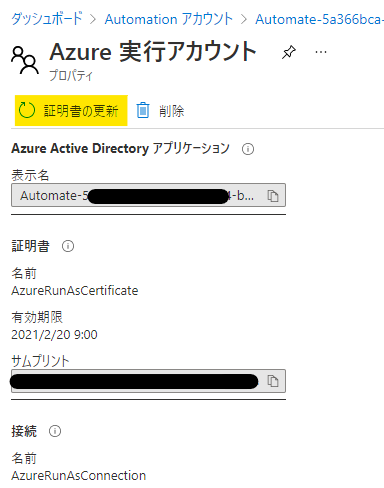 ダッシュボード > Automation アカウント > Automate-5a366bca-
Azure 実行アカウント ...
プロパティ
証明書の更新 削除
Azure Active Directory アプリケーション
表示名
Automate-5 4-b...
証明書
名前
AzureRunAsCertificate
有効期限
2021/2/20 9:00
サムプリント
接続
名前
AzureRunAsConnection